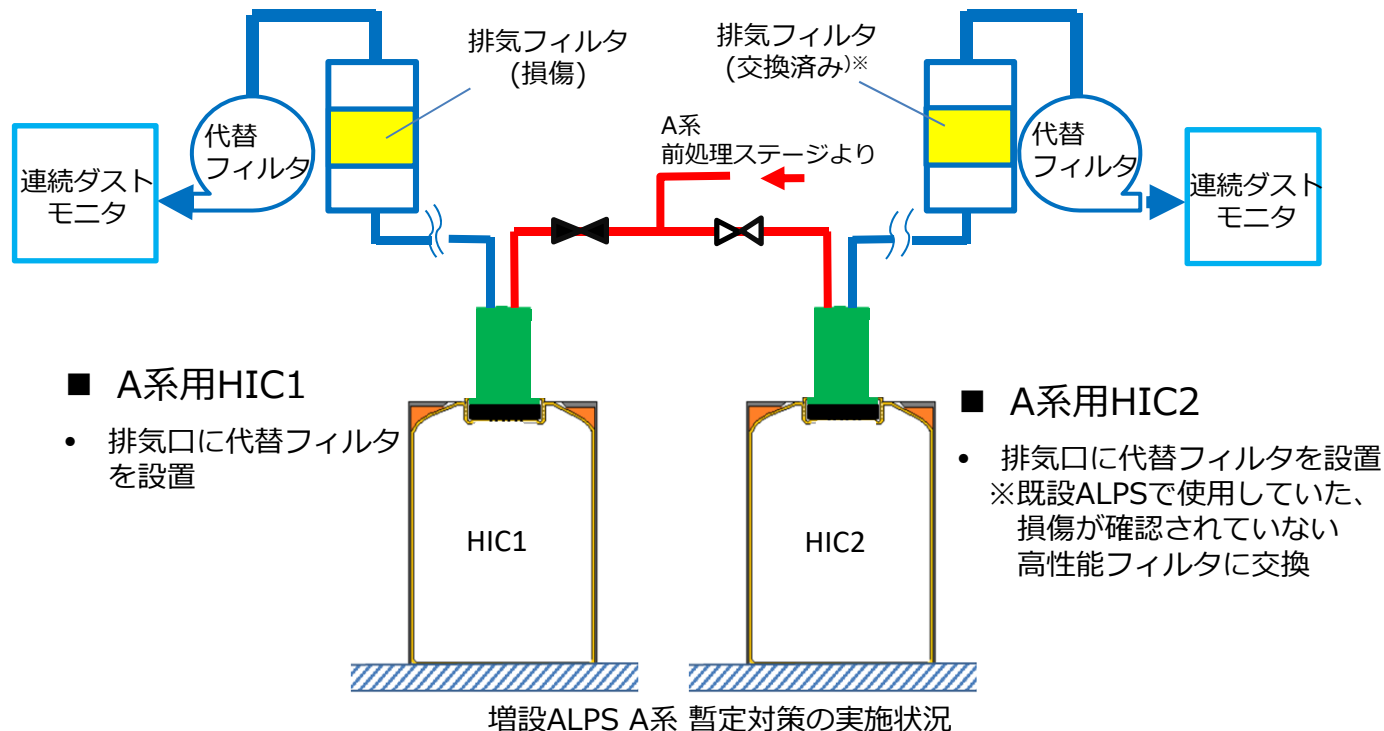 排気フィルタ
(損傷)
排気フィルタ
(交換済み)※
代替
フィルタ
A系
前処理ステージより
代替
フィルタ
連続ダスト
モニタ
連続ダスト
モニタ
■ A系用HIC1
• 排気口に代替フィルタ
を設置
■ A系用HIC2
• 排気口に代替フィルタを設置
※既設ALPSで使用していた、
損傷が確認されていない
高性能フィルタに交換
HIC1
HIC2
増設ALPS A系 暫定対策の実施状況